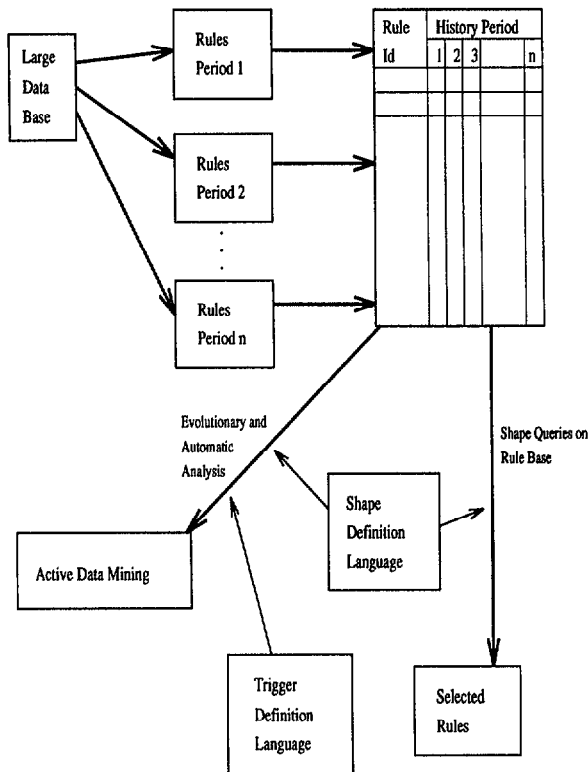 Large
Data
Base
Rules
Period 1
Rules
Period 2
Rules
Period n
Rule
Id
History Period
1 2 3 n
Evolutionary and
Automatic
Analysis
Shape Queries on
Rule Base
Shape
Definition
Language
Active Data Mining
Trigger
Definition
Language
Selected
Rules